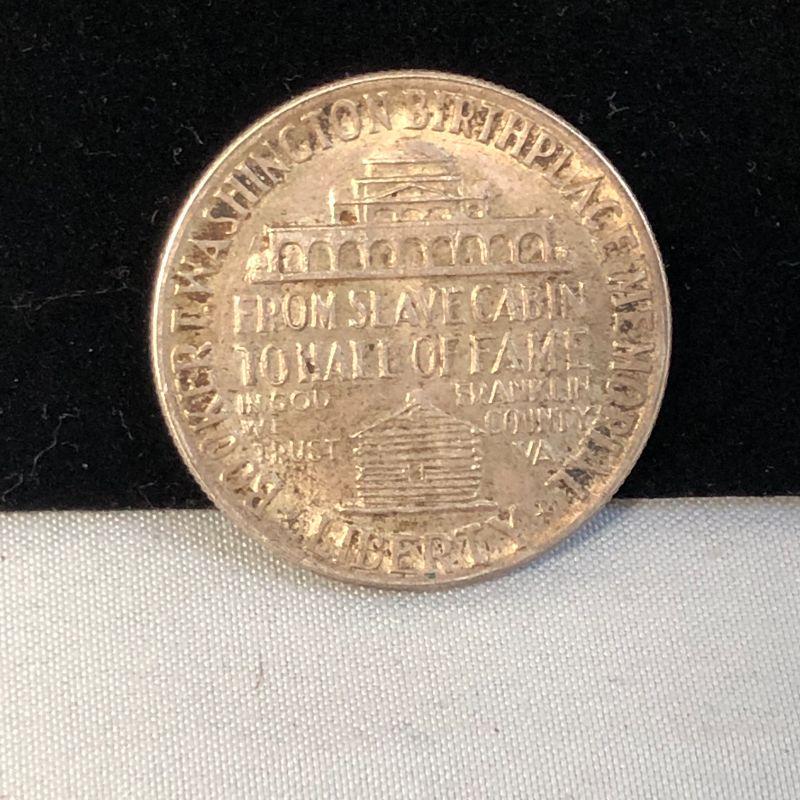 BOOKER T. WASHINGTON BIRTHPLACE MEMORIAL
FROM SLAVE CABIN
TO HALL OF FAME
IN GOD
WE
TRUST
FRANKLIN
COUNTY
VA.
LIBERTY